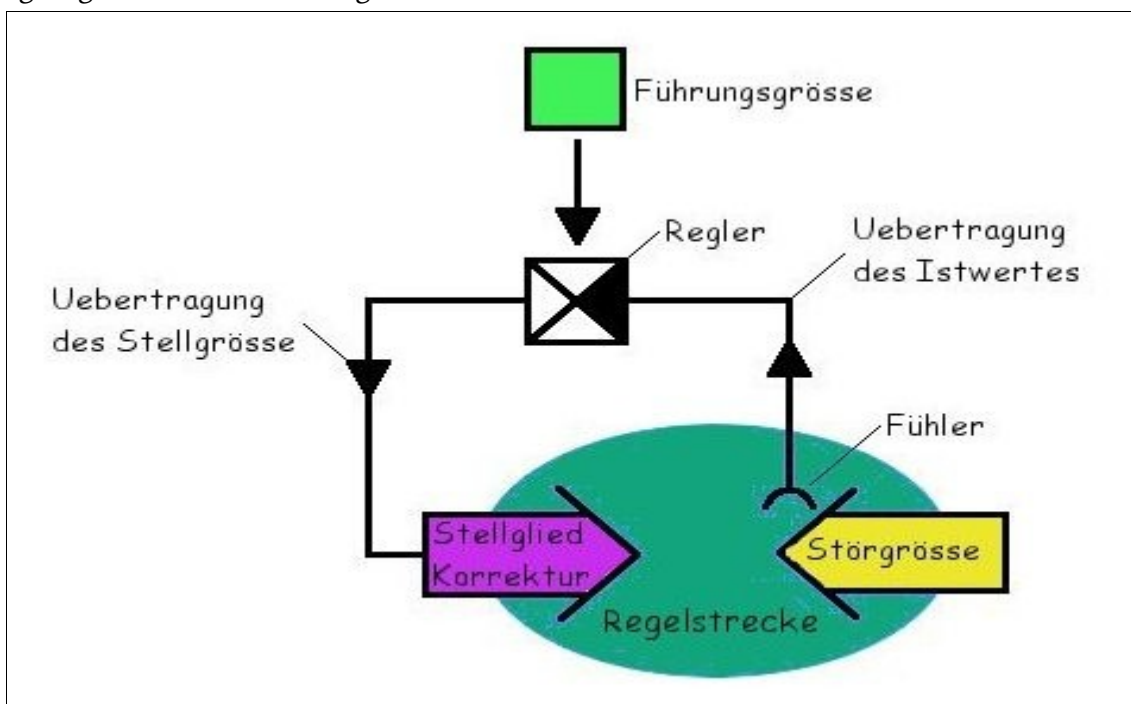 Führungsgrösse
Regler
Uebertragung
des Istwertes
Uebertragung
des Stellgrösse
Fühler
Stellglied
Korrektur
Störgrösse
Regelstrecke